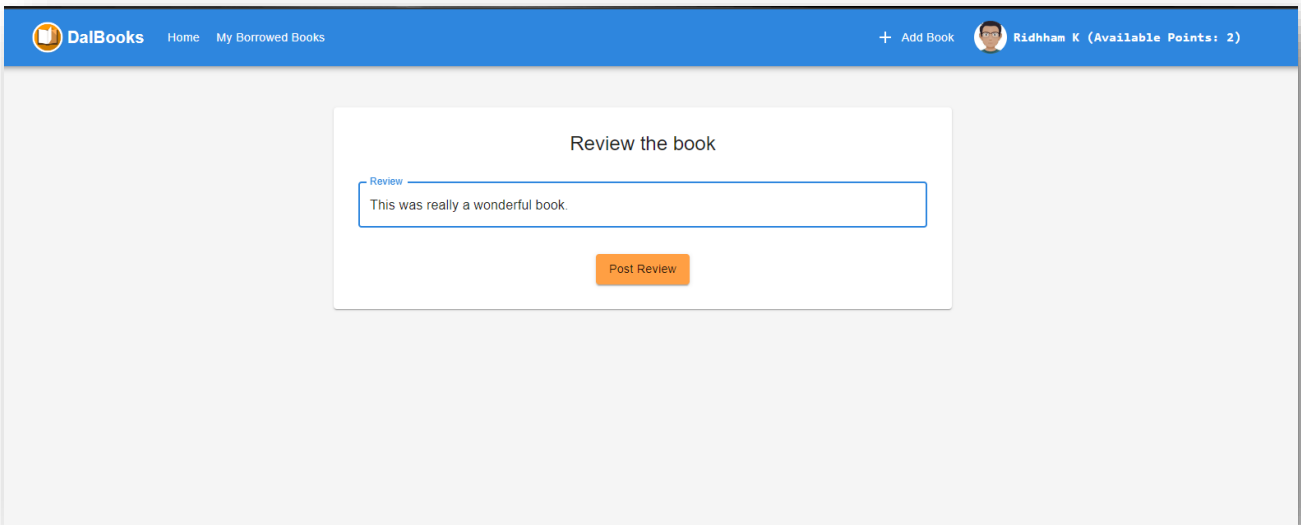 DalBooks Home My Borrowed Books + Add Book Ridhham K (Available Points: 2)
Review the book
Review
This was really a wonderful book.
Post Review